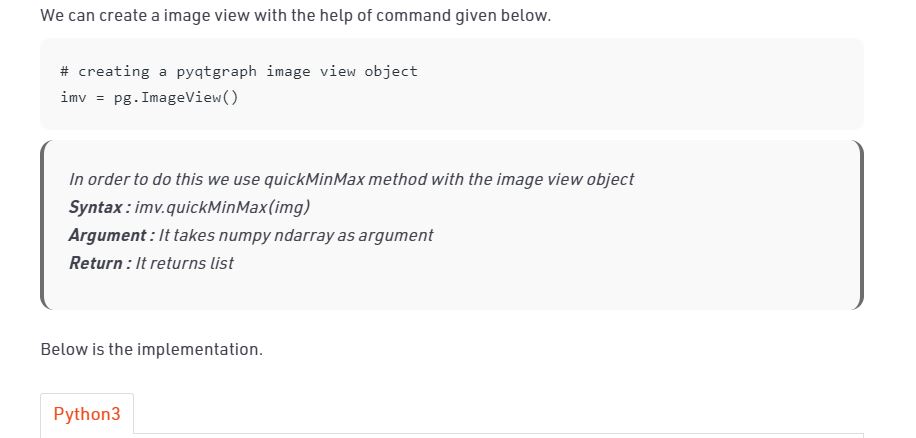 We can create a image view with the help of command given below.
# creating a pyqtgraph image view object
imv = pg.ImageView()
In order to do this we use quickMinMax method with the image view object
Syntax : imv.quickMinMax(img)
Argument : It takes numpy ndarray as argument
Return : It returns list
Below is the implementation.
Python3